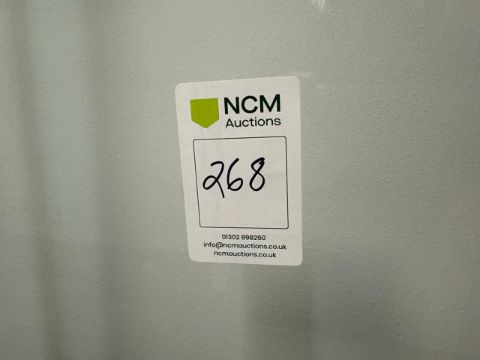 NCM
Auctions
268
01302 898260
info@ncmauctions.co.uk
ncmauctions.co.uk